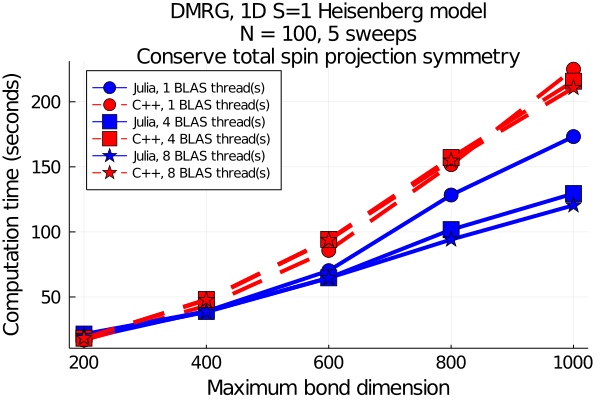 DMRG, 1D S=1 Heisenberg model
N = 100, 5 sweeps
Conserve total spin projection symmetry
Computation time (seconds)
200
150
100
50
Julia, 1 BLAS thread(s)
C++, 1 BLAS thread(s)
Julia, 4 BLAS thread(s)
C++, 4 BLAS thread(s)
Julia, 8 BLAS thread(s)
C++, 8 BLAS thread(s)
200 400 600 800 1000
Maximum bond dimension